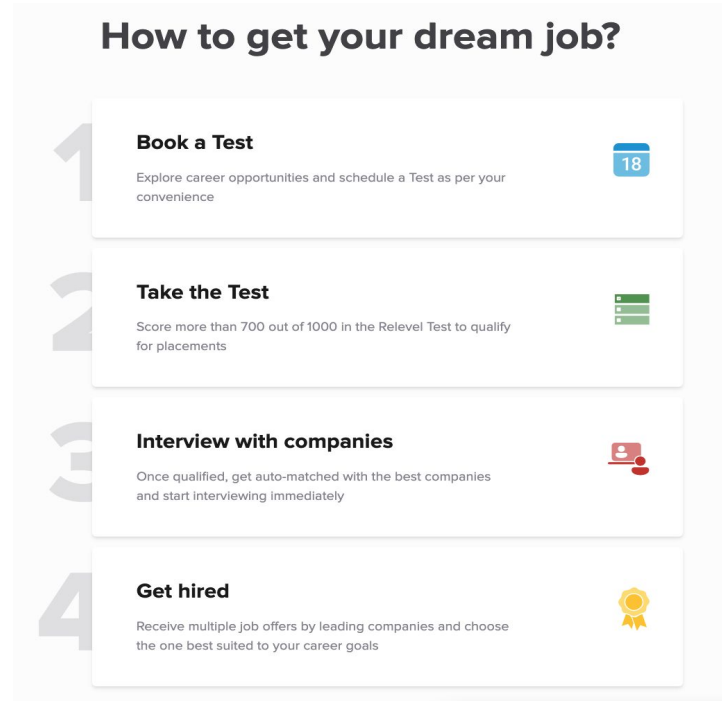 How to get your dream job?
1
Book a Test
Explore career opportunities and schedule a Test as per your
convenience
18
2
Take the Test
Score more than 700 out of 1000 in the Relevel Test to qualify
for placements
3
Interview with companies
Once qualified, get auto-matched with the best companies
and start interviewing immediately
4
Get hired
Receive multiple job offers by leading companies and choose
the one best suited to your career goals